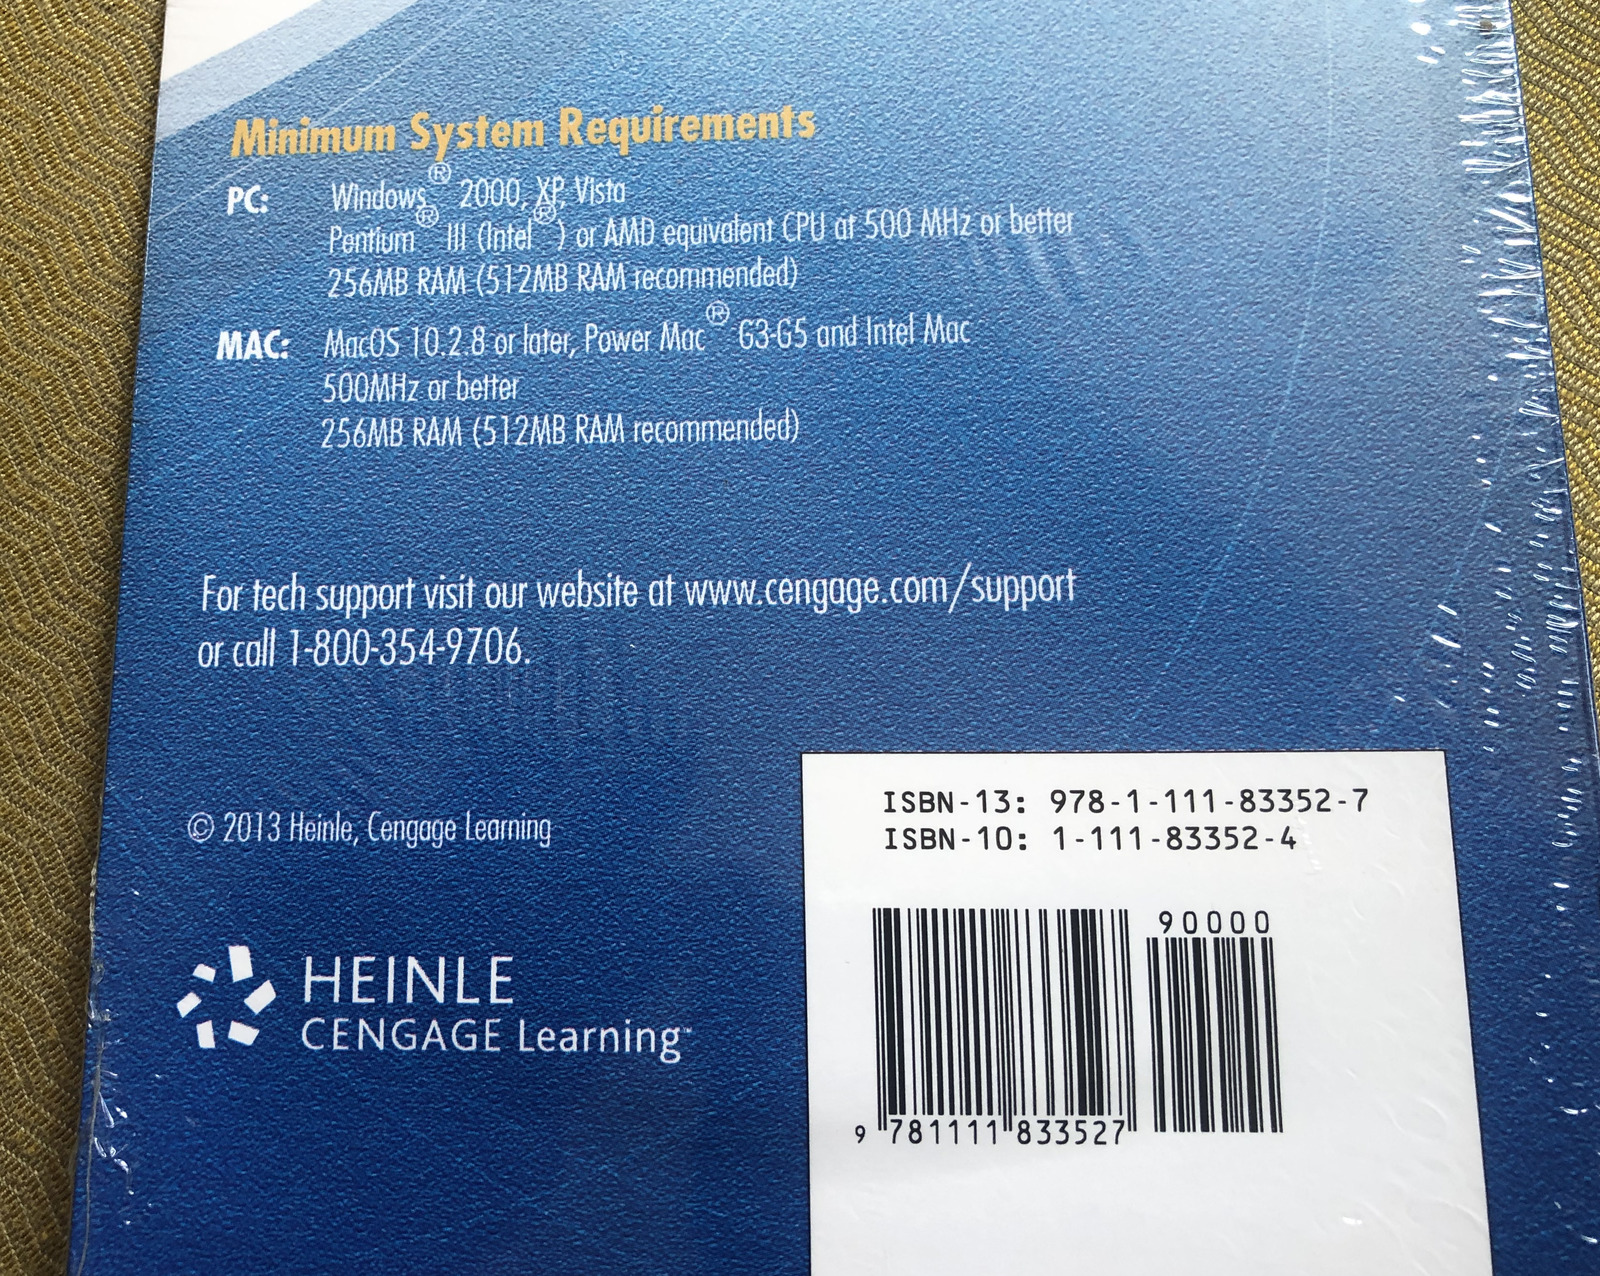 Minimum System Requirements
PC: Windows® 2000, XP, Vista
Pentium® III (Intel®) or AMD equivalent CPU at 500 MHz or better
256MB RAM (512MB RAM recommended)
MAC: MacOS 10.2.8 or later, Power Mac® G3-G5 and Intel Mac
500MHz or better
256MB RAM (512MB RAM recommended)
For tech support visit our website at www.cengage.com/support
or call 1-800-354-9706.
© 2013 Heinle, Cengage Learning
HEINLE
CENGAGE Learning™
ISBN-13: 978-1-111-83352-7
ISBN-10: 1-111-83352-4
90000
9 781111 833527